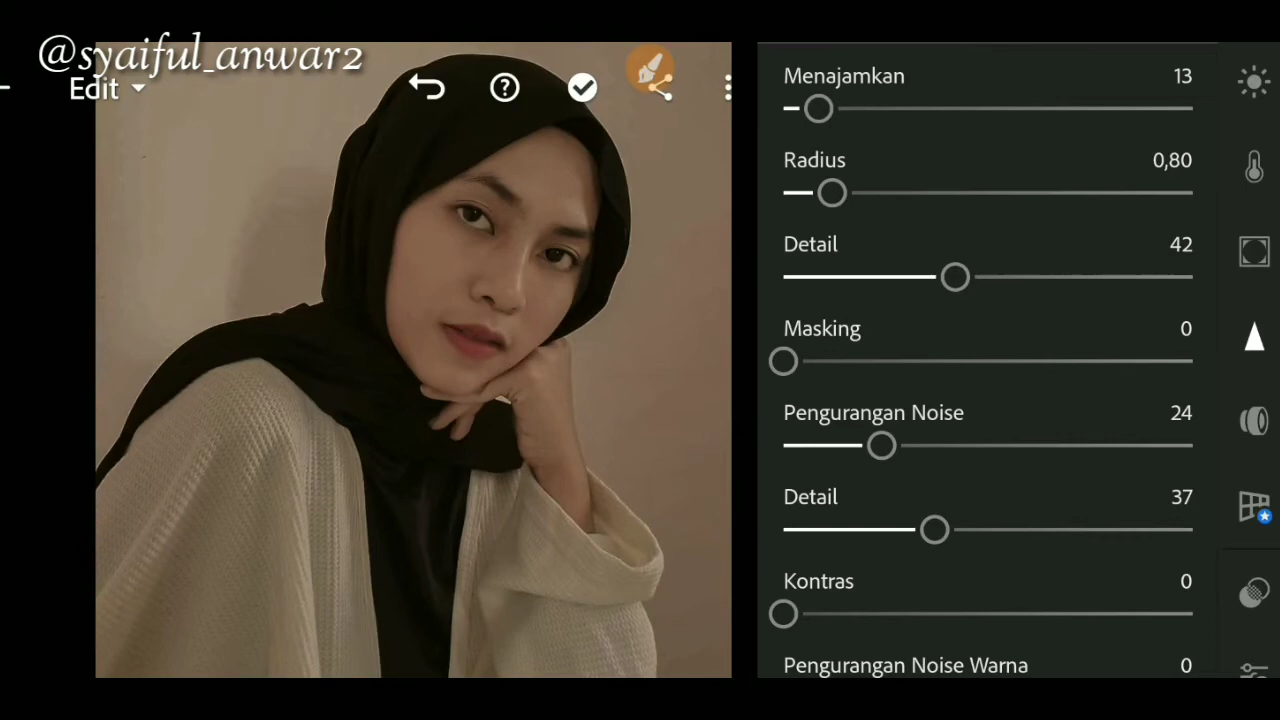 @syaiful_anwar2
Edit
Menajamkan 13
Radius 0,80
Detail 42
Masking 0
Pengurangan Noise 24
Detail 37
Kontras 0
Pengurangan Noise Warna 0